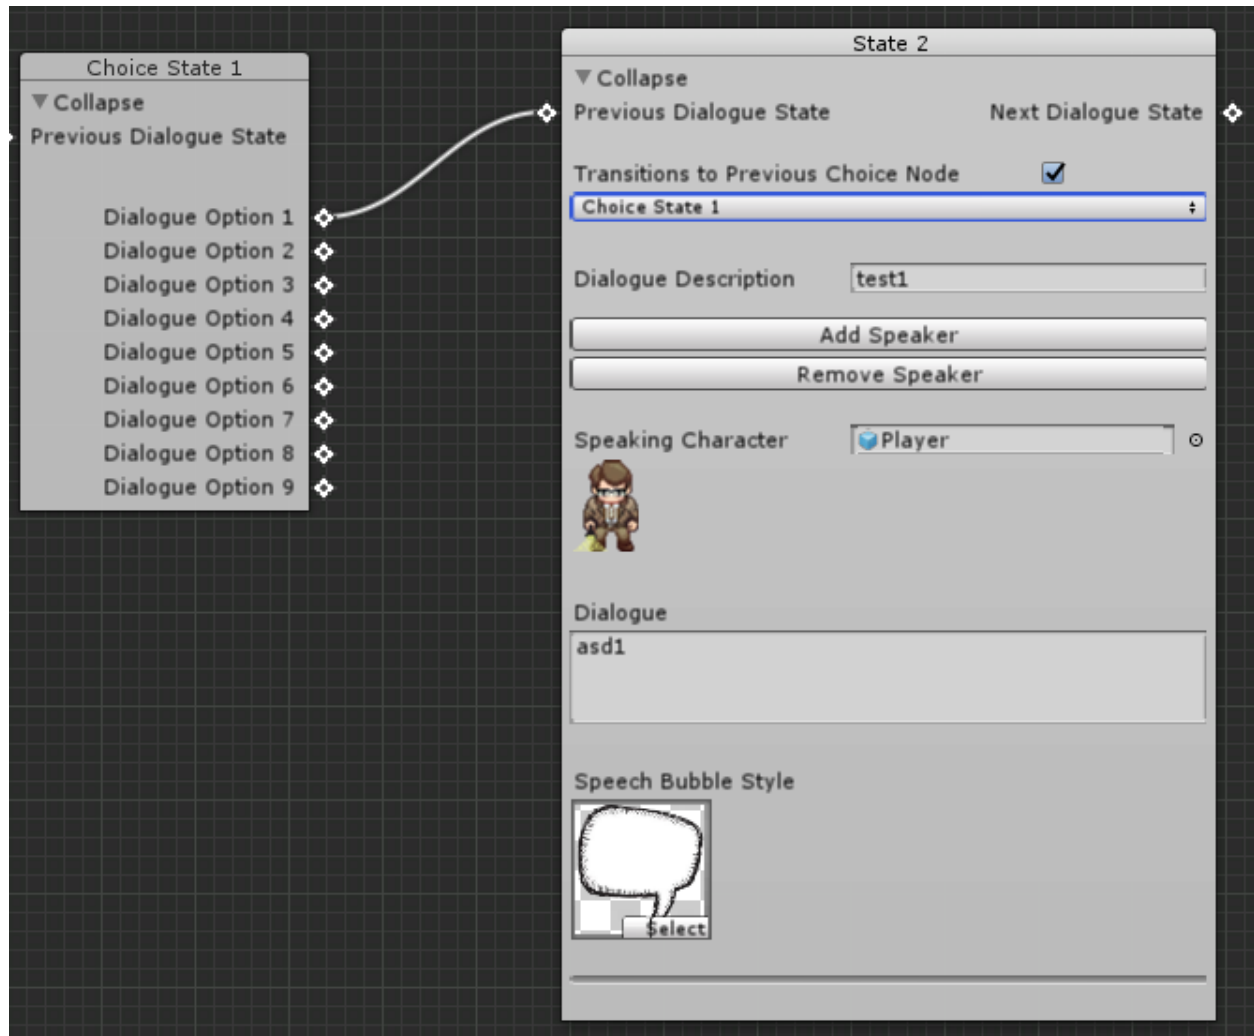 Choice State 1
Collapse
Previous Dialogue State
Dialogue Option 1
Dialogue Option 2
Dialogue Option 3
Dialogue Option 4
Dialogue Option 5
Dialogue Option 6
Dialogue Option 7
Dialogue Option 8
Dialogue Option 9
State 2
Collapse
Previous Dialogue State Next Dialogue State
Transitions to Previous Choice Node
Choice State 1
Dialogue Description test1
Add Speaker
Remove Speaker
Speaking Character Player
Dialogue
asd1
Speech Bubble Style
Select